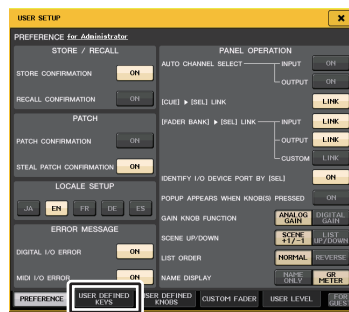 USER SETUP
PREFERENCE for Administrator
STORE / RECALL
STORE CONFIRMATION ON
RECALL CONFIRMATION ON
PATCH
PATCH CONFIRMATION ON
STEAL PATCH CONFIRMATION ON
LOCALE SETUP
JA EN FR DE ES
ERROR MESSAGE
DIGITAL I/O ERROR ON
MIDI I/O ERROR ON
PANEL OPERATION
AUTO CHANNEL SELECT INPUT ON
OUTPUT ON
[CUE] ▶ [SEL] LINK LINK
[FADER BANK] ▶ [SEL] LINK INPUT LINK
OUTPUT LINK
CUSTOM LINK
IDENTIFY I/O DEVICE PORT BY [SEL] ON
POPUP APPEARS WHEN KNOB(S) PRESSED ON
GAIN KNOB FUNCTION ANALOG GAIN DIGITAL GAIN
SCENE UP/DOWN SCENE +1/-1 LIST UP/DOWN
LIST ORDER NORMAL REVERSE
NAME DISPLAY NAME ONLY GR METER
PREFERENCE USER DEFINED KEYS USER DEFINED KNOBS CUSTOM FADER USER LEVEL FOR GUEST